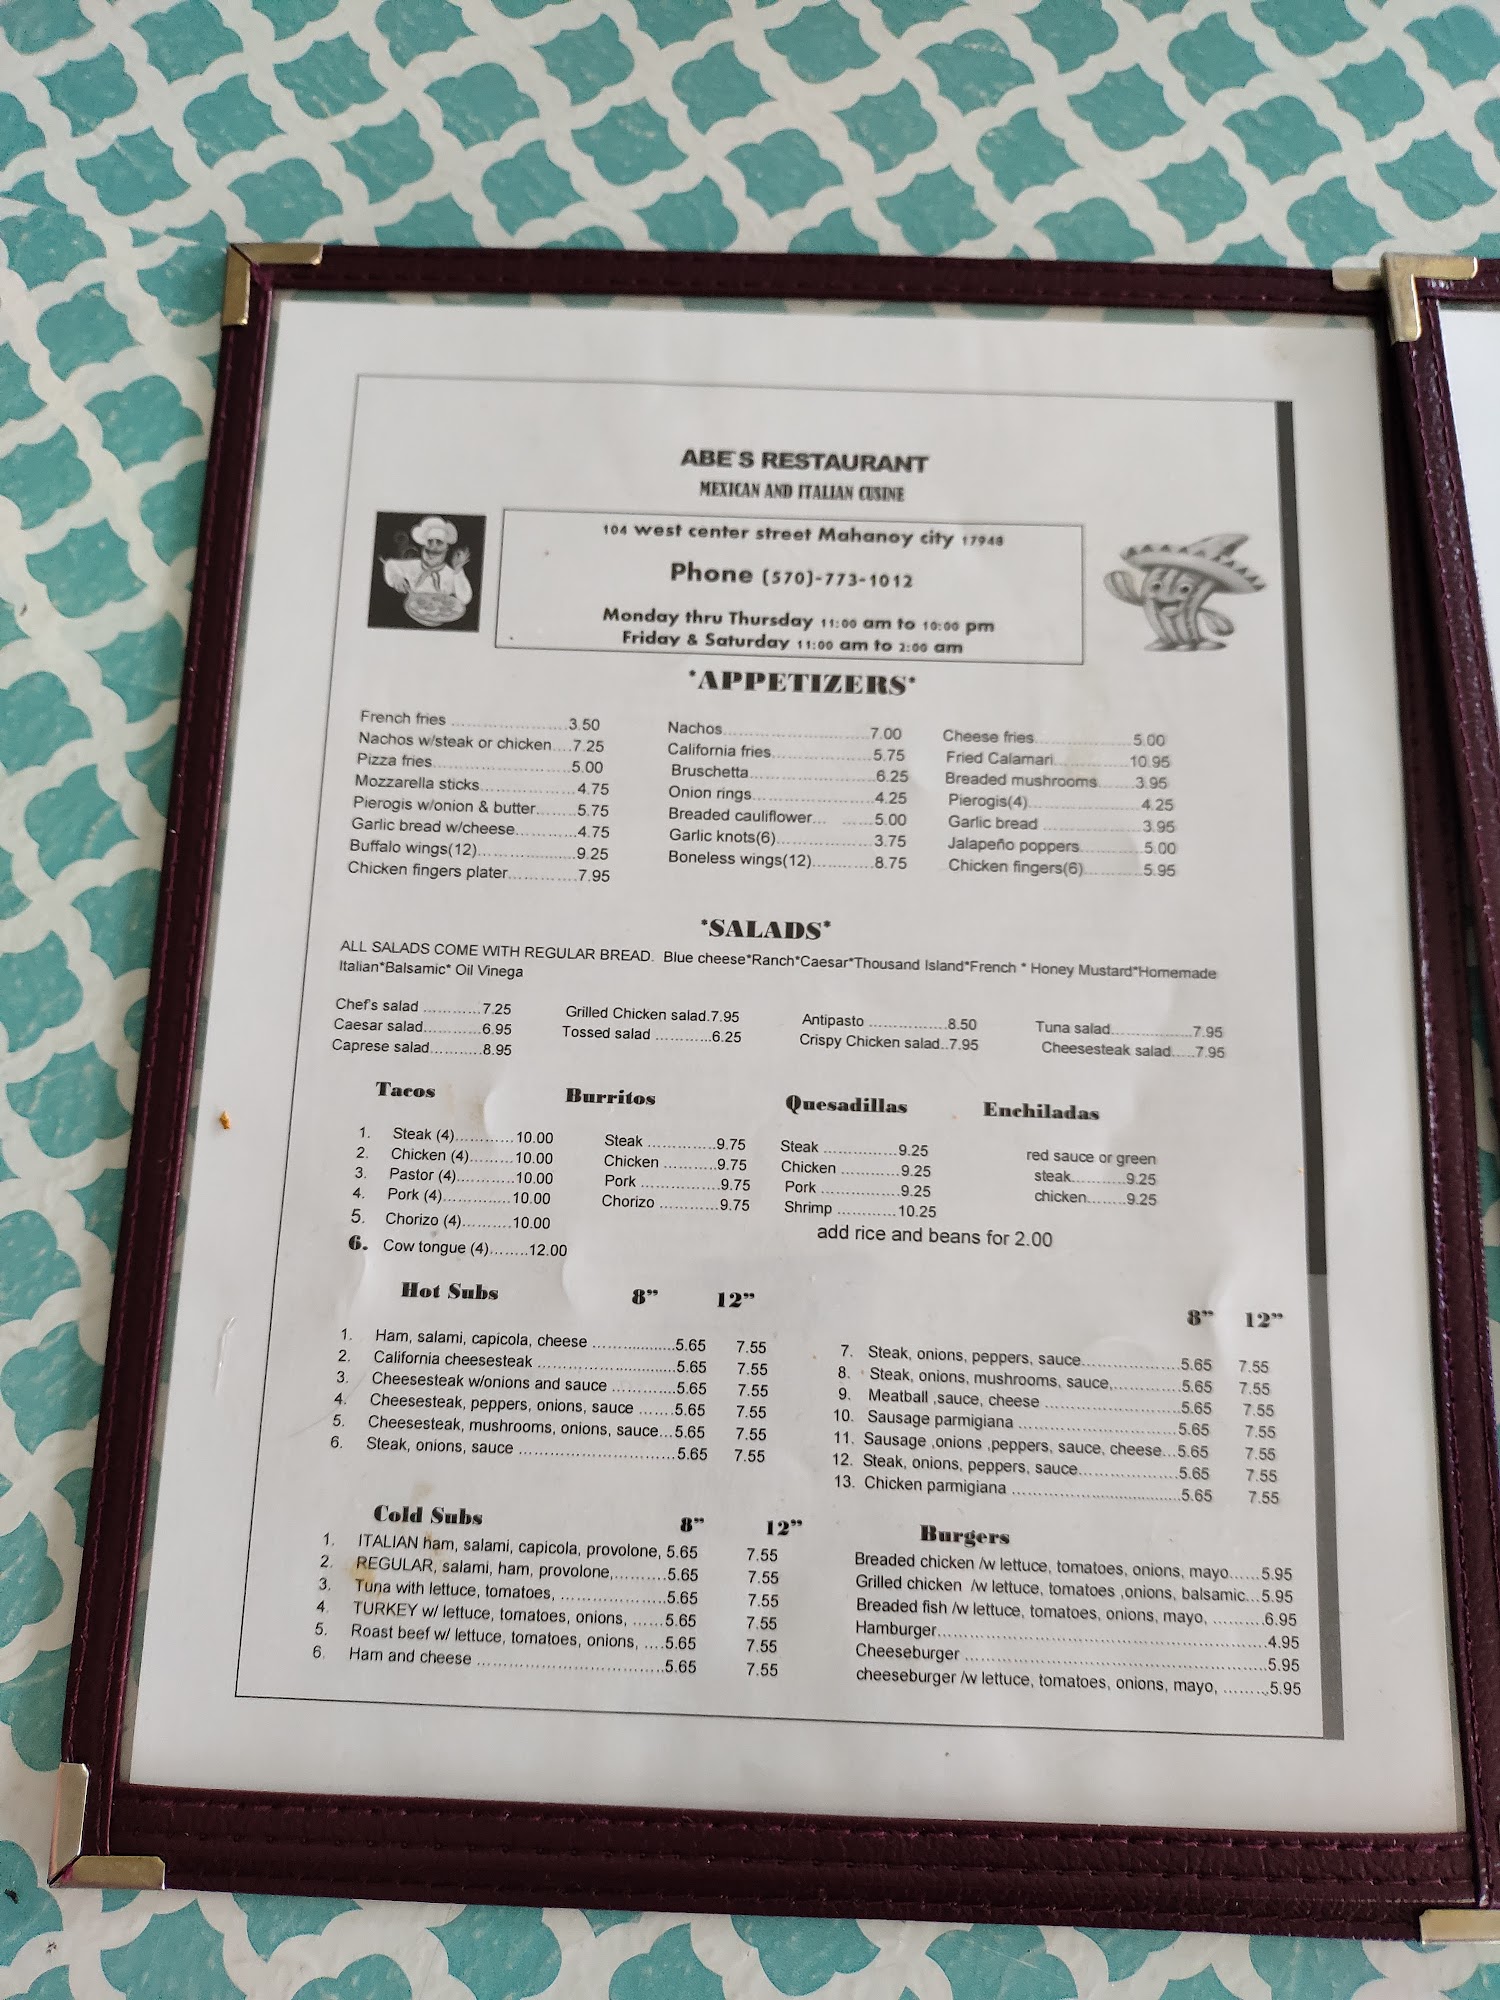 ABE'S RESTAURANT
MEXICAN AND ITALIAN CUSINE
104 west center street Mahanoy city 17948
Phone (570)-773-1012
Monday thru Thursday 11:00 am to 10:00 pm
Friday & Saturday 11:00 am to 2:00 am
*APPETIZERS*
French fries ........................3.50
Nachos w/steak or chicken....7.25
Pizza fries............................5.00
Mozzarella sticks....................4.75
Pierogis w/onion & butter........5.75
Garlic bread w/cheese............4.75
Buffalo wings(12)....................9.25
Chicken fingers plater..............7.95
Nachos..............................7.00
California fries.....................5.75
Bruschetta.........................6.25
Onion rings........................4.25
Breaded cauliflower... ......5.00
Garlic knots(6)...................3.75
Boneless wings(12)............8.75
Cheese fries....................5.00
Fried Calamari...............10.95
Breaded mushrooms.......3.95
Pierogis(4)......................4.25
Garlic bread ...................3.95
Jalapeño poppers............5.00
Chicken fingers(6)............5.95
*SALADS*
ALL SALADS COME WITH REGULAR BREAD. Blue cheese*Ranch*Caesar*Thousand Island*French * Honey Mustard*Homemade
Italian*Balsamic* Oil Vinega
Chef's salad ............7.25
Caesar salad............6.95
Caprese salad...........8.95
Grilled Chicken salad.7.95
Tossed salad ............6.25
Antipasto .................8.50
Crispy Chicken salad..7.95
Tuna salad.................7.95
Cheesesteak salad.....7.95
Tacos
1. Steak (4)............10.00
2. Chicken (4).........10.00
3. Pastor (4)............10.00
4. Pork (4)..............10.00
5. Chorizo (4)..........10.00
6. Cow tongue (4)........12.00
Burritos
Steak ..............9.75
Chicken ...........9.75
Pork ................9.75
Chorizo ............9.75
Quesadillas
Steak ...............9.25
Chicken ............9.25
Pork .................9.25
Shrimp ............10.25
Enchiladas
red sauce or green
steak...........9.25
chicken........9.25
add rice and beans for 2.00
Hot Subs 8” 12”
1. Ham, salami, capicola, cheese ....................5.65 7.55
2. California cheesesteak ..............................5.65 7.55
3. Cheesesteak w/onions and sauce .............5.65 7.55
4. Cheesesteak, peppers, onions, sauce .......5.65 7.55
5. Cheesesteak, mushrooms, onions, sauce...5.65 7.55
6. Steak, onions, sauce ................................5.65 7.55
8” 12”
7. Steak, onions, peppers, sauce....................5.65 7.55
8. Steak, onions, mushrooms, sauce,..............5.65 7.55
9. Meatball ,sauce, cheese ............................5.65 7.55
10. Sausage parmigiana ................................5.65 7.55
11. Sausage ,onions ,peppers, sauce, cheese...5.65 7.55
12. Steak, onions, peppers, sauce....................5.65 7.55
13. Chicken parmigiana ..................................5.65 7.55
Cold Subs 8” 12”
1. ITALIAN ham, salami, capicola, provolone, 5.65 7.55
2. REGULAR, salami, ham, provolone,...........5.65 7.55
3. Tuna with lettuce, tomatoes, ......................5.65 7.55
4. TURKEY w/ lettuce, tomatoes, onions, ......5.65 7.55
5. Roast beef w/ lettuce, tomatoes, onions, ....5.65 7.55
6. Ham and cheese ......................................5.65 7.55
Burgers
Breaded chicken /w lettuce, tomatoes, onions, mayo......5.95
Grilled chicken /w lettuce, tomatoes ,onions, balsamic...5.95
Breaded fish /w lettuce, tomatoes, onions, mayo, ..........6.95
Hamburger..................................................................4.95
Cheeseburger .............................................................5.95
cheeseburger /w lettuce, tomatoes, onions, mayo, .........5.95